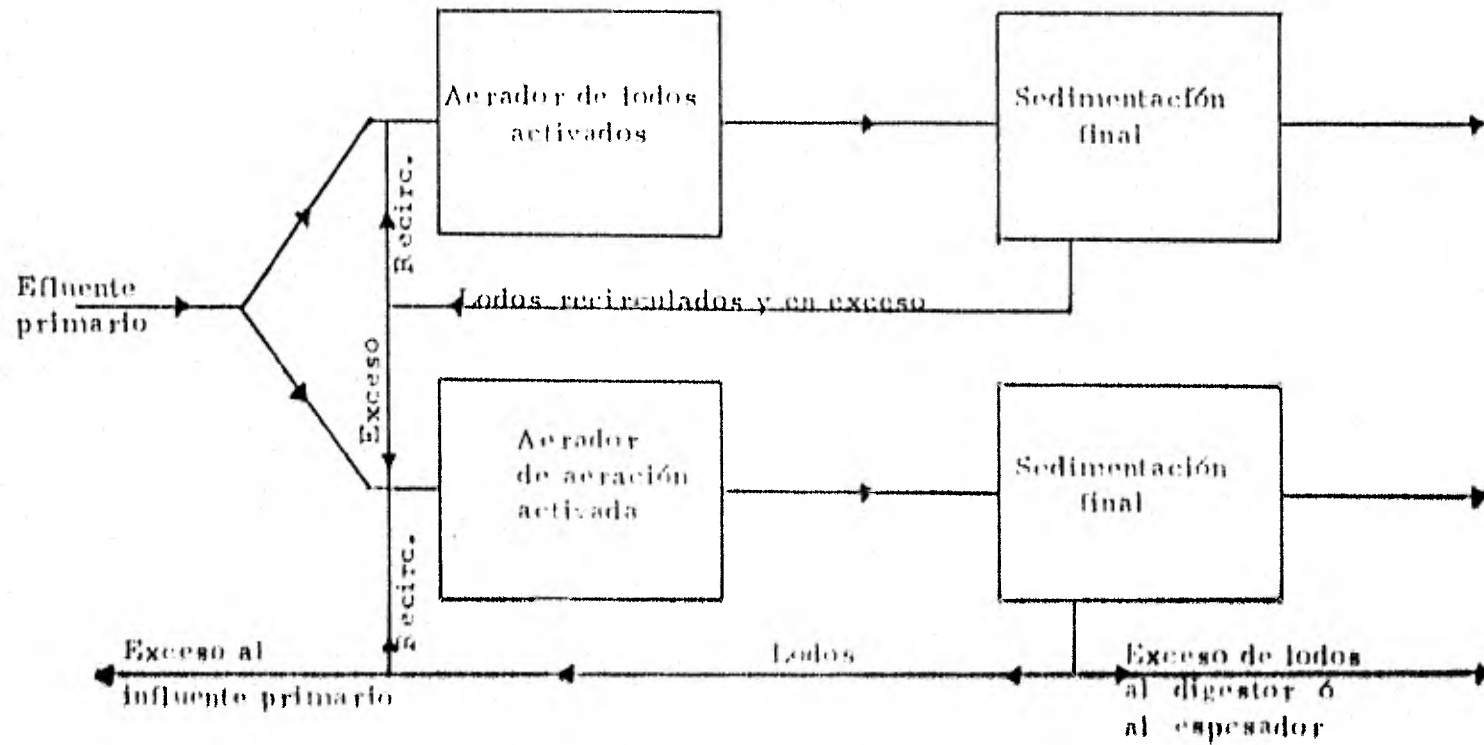 Aerador de lodos
activados
Sedimentación
final
Recirc.
Efluente
primario
Lodos recirculados y en exceso
Exceso
Aerador
de aeración
activada
Sedimentación
final
Recirc.
Exceso al
influente primario
Lodos
Exceso de lodos
al digestor ó
al espesador